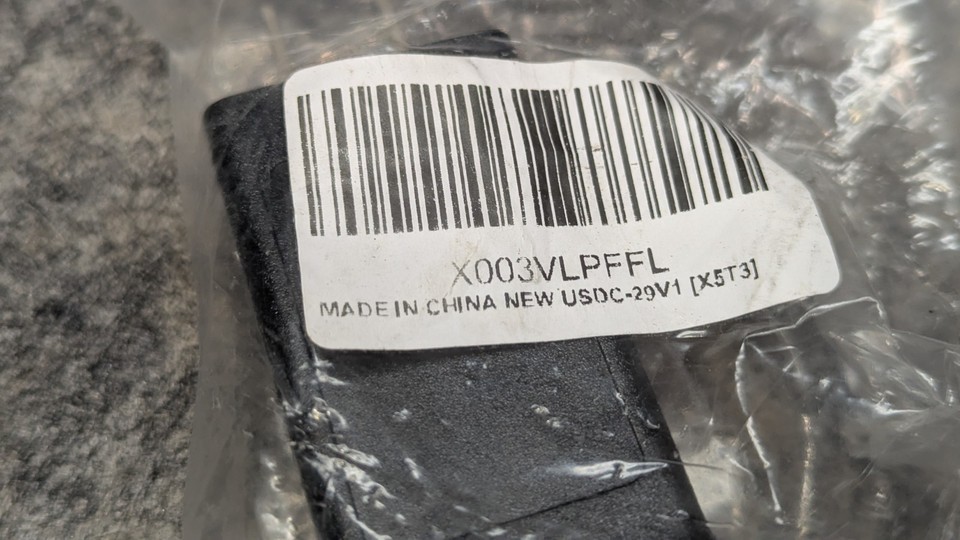 X003VLPFFL
MADE IN CHINA NEW USDC-29V1 [X5T3]